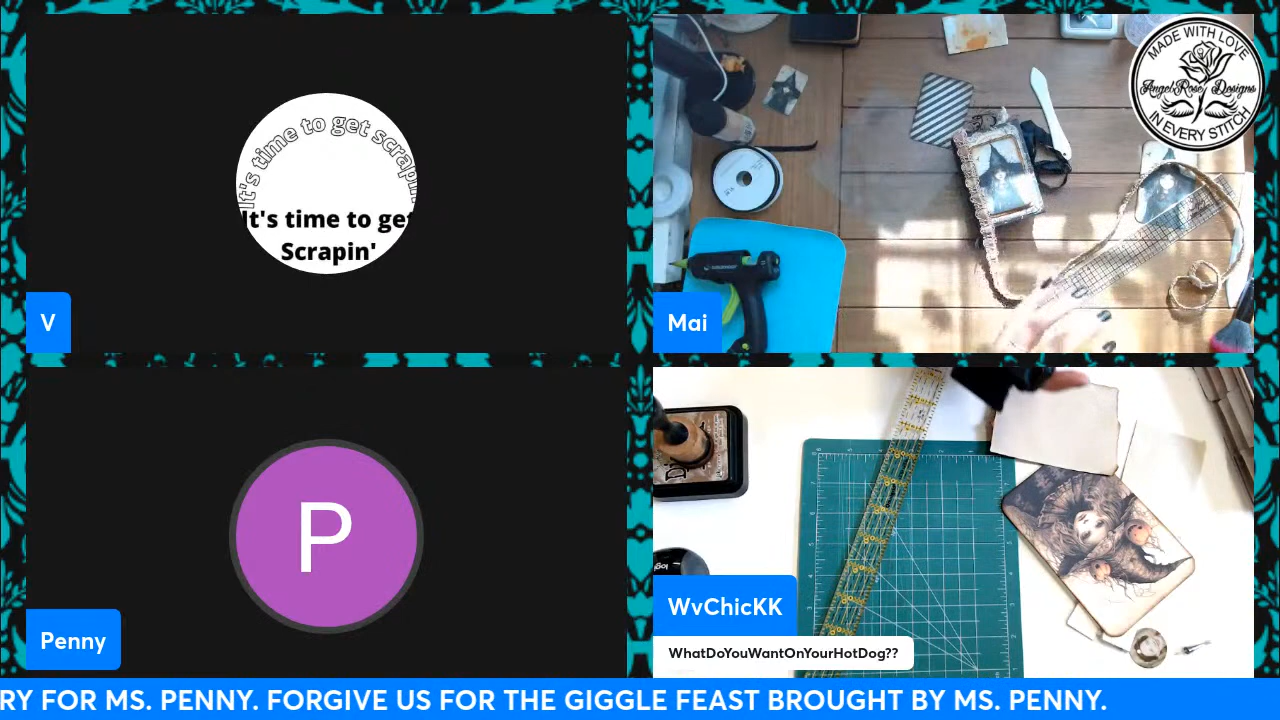 It's time to get scrapin'
It's time to get
Scrapin'
V
MADE WITH LOVE
AngelRose Designs
IN EVERY STITCH
Mai
P
Penny
WvChicKK
WhatDoYouWantOnYourHotDog??
RY FOR MS. PENNY. FORGIVE US FOR THE GIGGLE FEAST BROUGHT BY MS. PENNY.